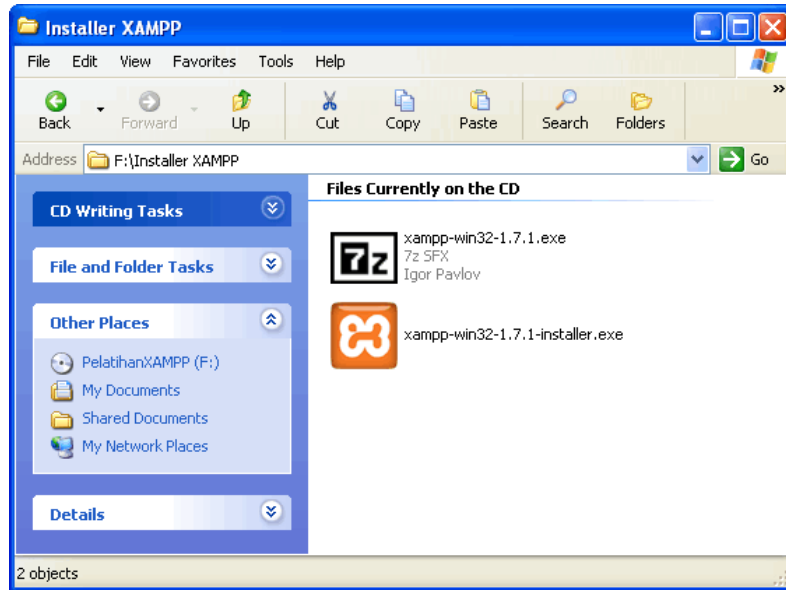 Installer XAMPP
File Edit View Favorites Tools Help
Back Forward Up Cut Copy Paste Search Folders
Address F:\Installer XAMPP Go
CD Writing Tasks
File and Folder Tasks
Other Places
PelatihanXAMPP (F:)
My Documents
Shared Documents
My Network Places
Details
Files Currently on the CD
7z
xampp-win32-1.7.1.exe
7z SFX
Igor Pavlov
xampp-win32-1.7.1-installer.exe
2 objects